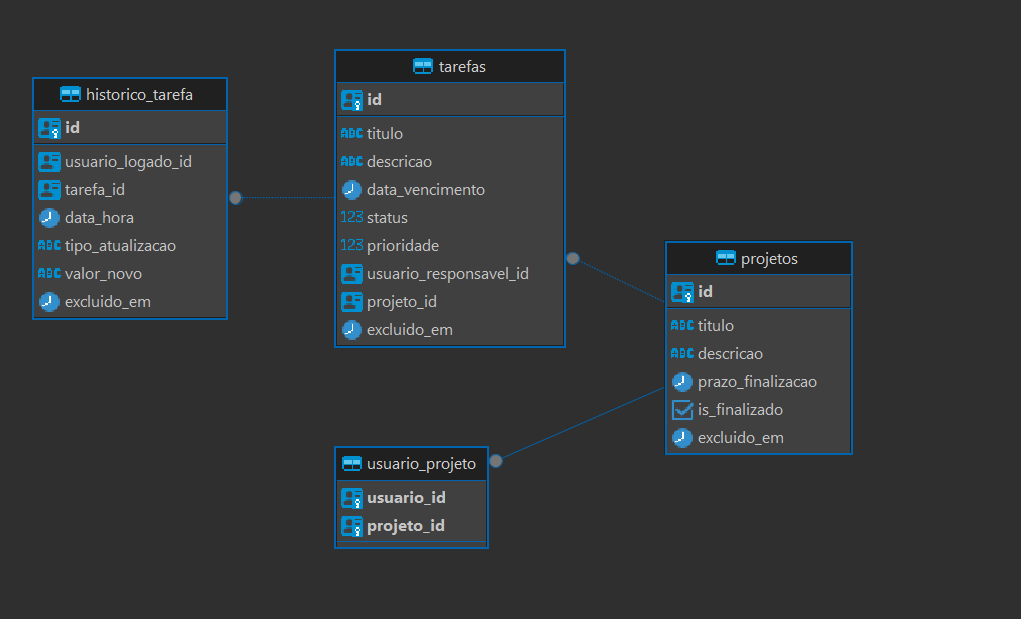 historico_tarefa
id
usuario_logado_id
tarefa_id
data_hora
ABC tipo_atualizacao
ABC valor_novo
excluido_em
tarefas
id
ABC titulo
ABC descricao
data_vencimento
123 status
123 prioridade
usuario_responsavel_id
projeto_id
excluido_em
projetos
id
ABC titulo
ABC descricao
prazo_finalizacao
is_finalizado
excluido_em
usuario_projeto
usuario_id
projeto_id